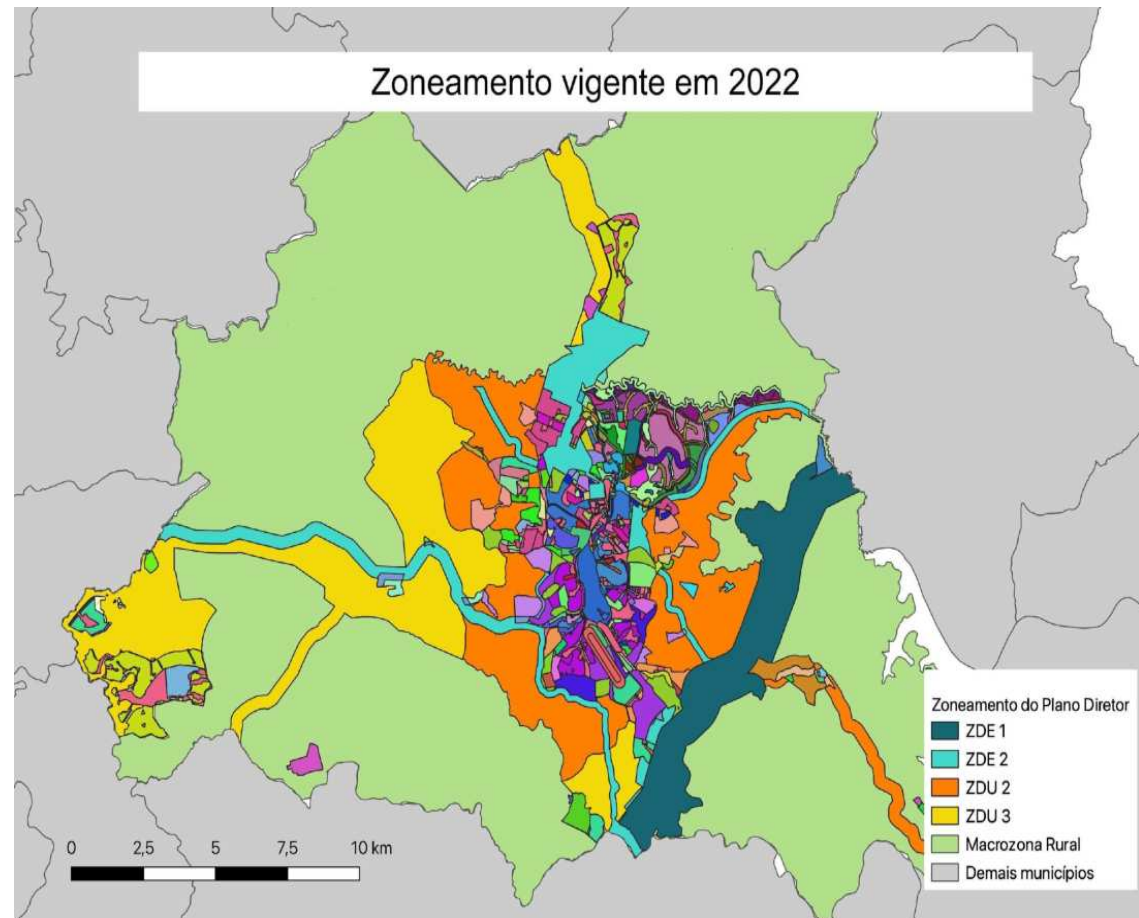 Zoneamento vigente em 2022
0 2,5 5 7,5 10 km
Zoneamento do Plano Diretor
ZDE 1
ZDE 2
ZDU 2
ZDU 3
Macrozona Rural
Demais municípios